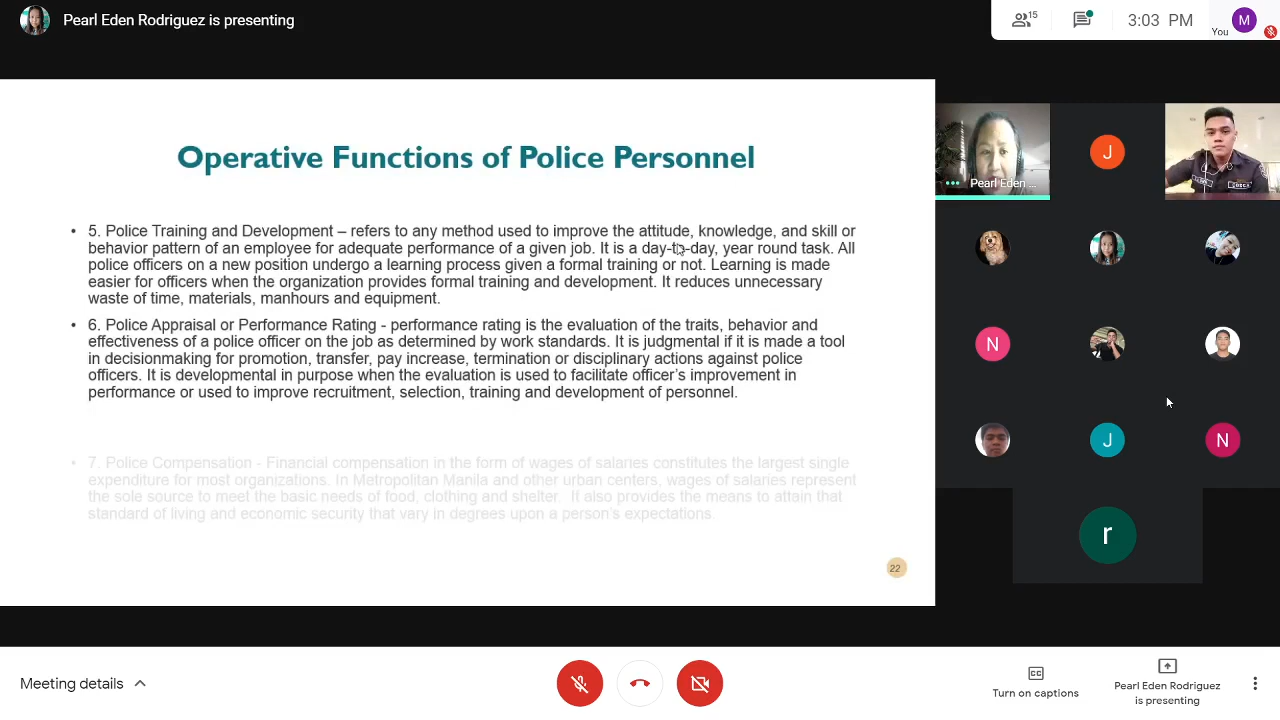 Pearl Eden Rodriguez is presenting
15
3:03 PM
You
M
Operative Functions of Police Personnel
• 5. Police Training and Development – refers to any method used to improve the attitude, knowledge, and skill or
behavior pattern of an employee for adequate performance of a given job. It is a day-to-day, year round task. All
police officers on a new position undergo a learning process given a formal training or not. Learning is made
easier for officers when the organization provides formal training and development. It reduces unnecessary
waste of time, materials, manhours and equipment.
• 6. Police Appraisal or Performance Rating - performance rating is the evaluation of the traits, behavior and
effectiveness of a police officer on the job as determined by work standards. It is judgmental if it is made a tool
in decisionmaking for promotion, transfer, pay increase, termination or disciplinary actions against police
officers. It is developmental in purpose when the evaluation is used to facilitate officer's improvement in
performance or used to improve recruitment, selection, training and development of personnel.
• 7. Police Compensation - Financial compensation in the form of wages of salaries constitutes the largest single
expenditure for most organizations. In Metropolitan Manila and other urban centers, wages of salaries represent
the sole source to meet the basic needs of food, clothing and shelter. It also provides the means to attain that
standard of living and economic security that vary in degrees upon a person's expectations.
22
Pearl Eden ...
J
N
J
N
r
Meeting details
CC
Turn on captions
Pearl Eden Rodriguez
is presenting